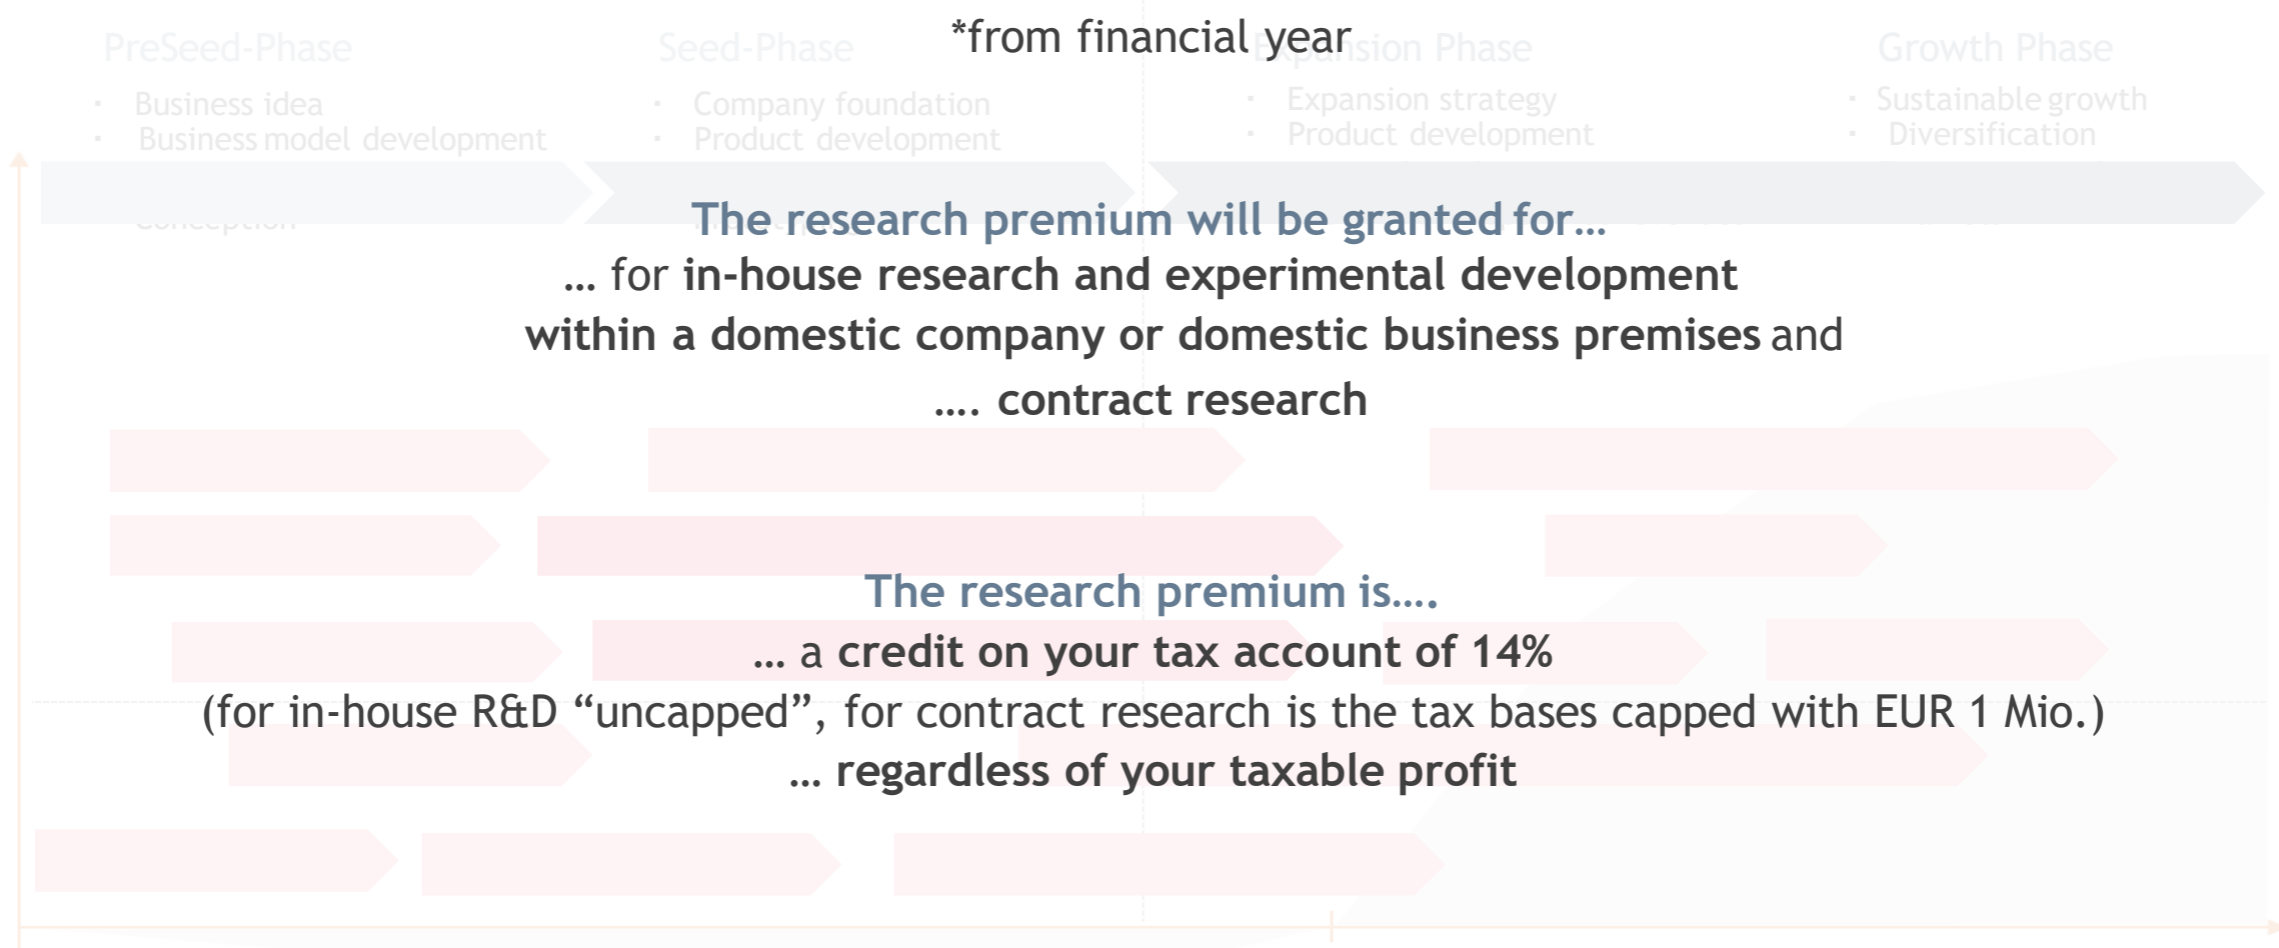 *from financial year
PreSeed-Phase
Seed-Phase
Expansion Phase
Growth Phase
▪ Business idea
▪ Business model development
▪ Company foundation
▪ Product development
▪ Expansion strategy
▪ Product development
▪ Sustainable growth
▪ Diversification
Conception
The research premium will be granted for…
… for in-house research and experimental development
within a domestic company or domestic business premises and
…. contract research
The research premium is….
… a credit on your tax account of 14%
(for in-house R&D “uncapped”, for contract research is the tax bases capped with EUR 1 Mio.)
… regardless of your taxable profit